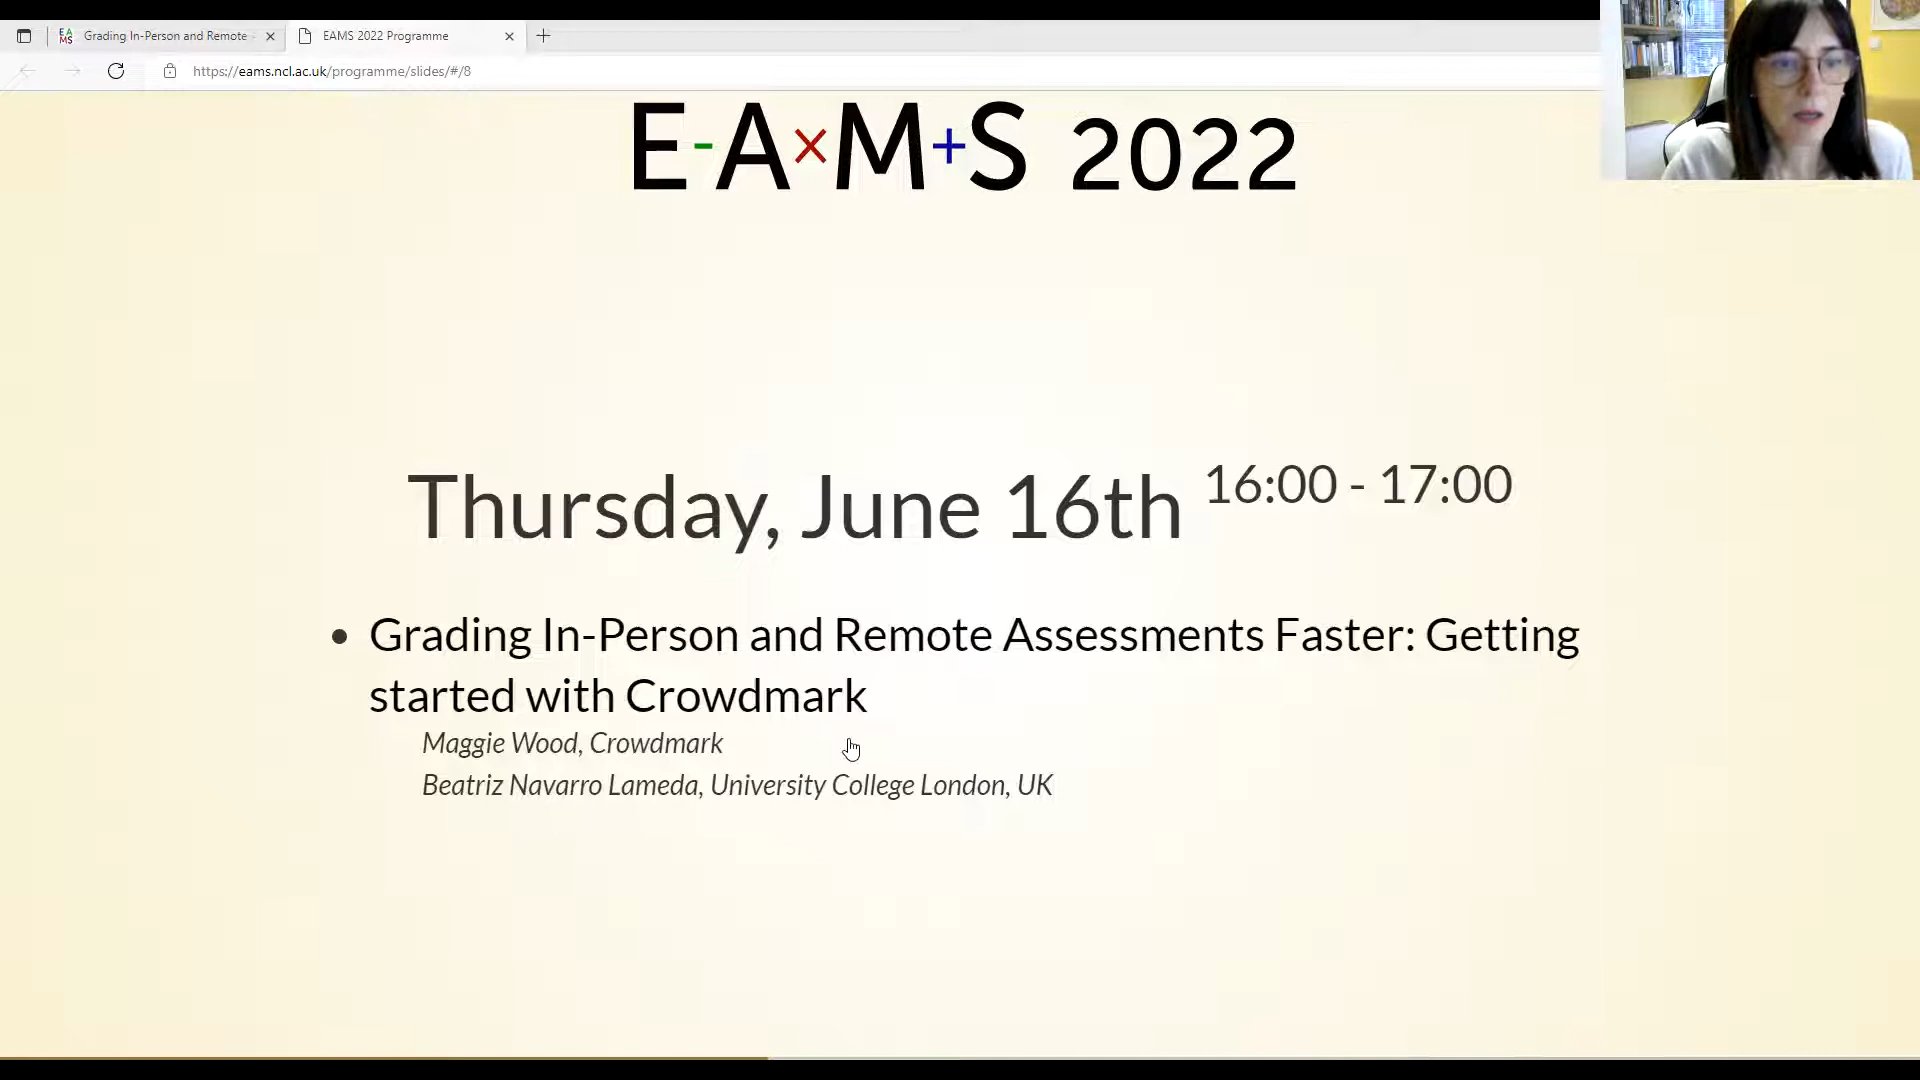 Grading In-Person and Remote
EAMS 2022 Programme
https://eams.ncl.ac.uk/programme/slides/#/8
E-A×M+S 2022
Thursday, June 16th 16:00 - 17:00
• Grading In-Person and Remote Assessments Faster: Getting
started with Crowdmark
Maggie Wood, Crowdmark
Beatriz Navarro Lameda, University College London, UK